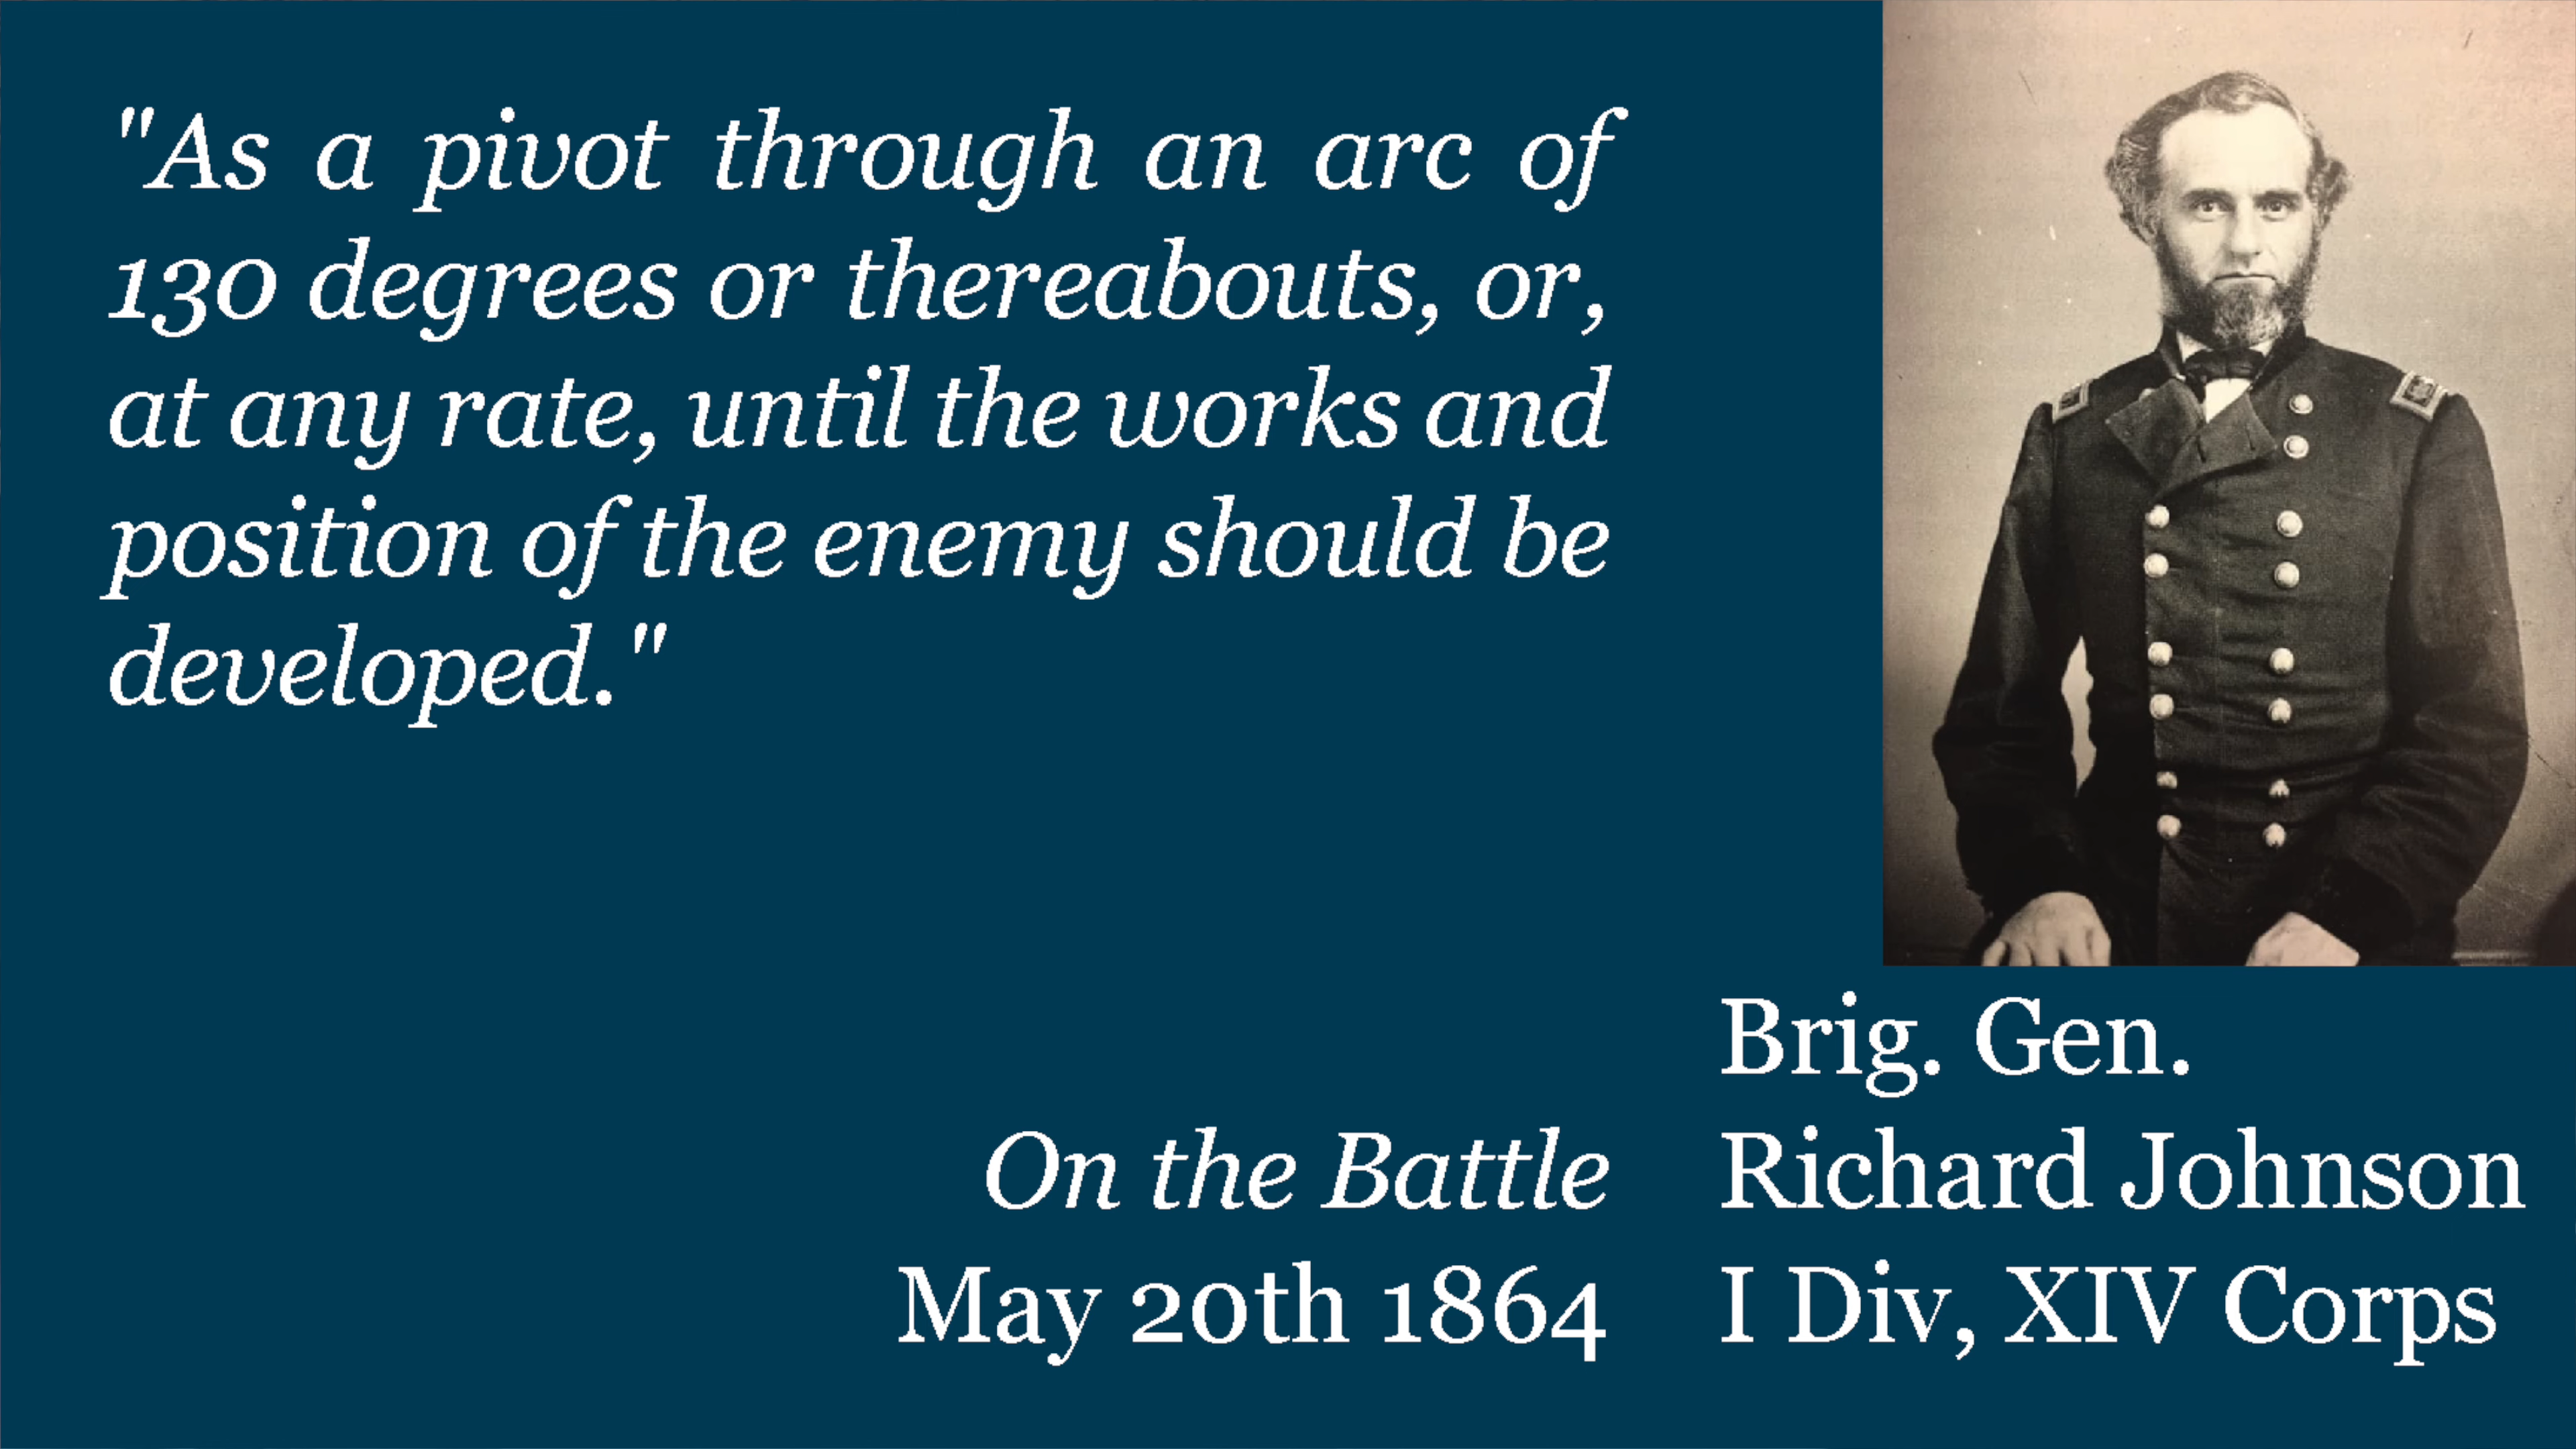 "As a pivot through an arc of
130 degrees or thereabouts, or,
at any rate, until the works and
position of the enemy should be
developed."
On the Battle
May 20th 1864
Brig. Gen.
Richard Johnson
I Div, XIV Corps